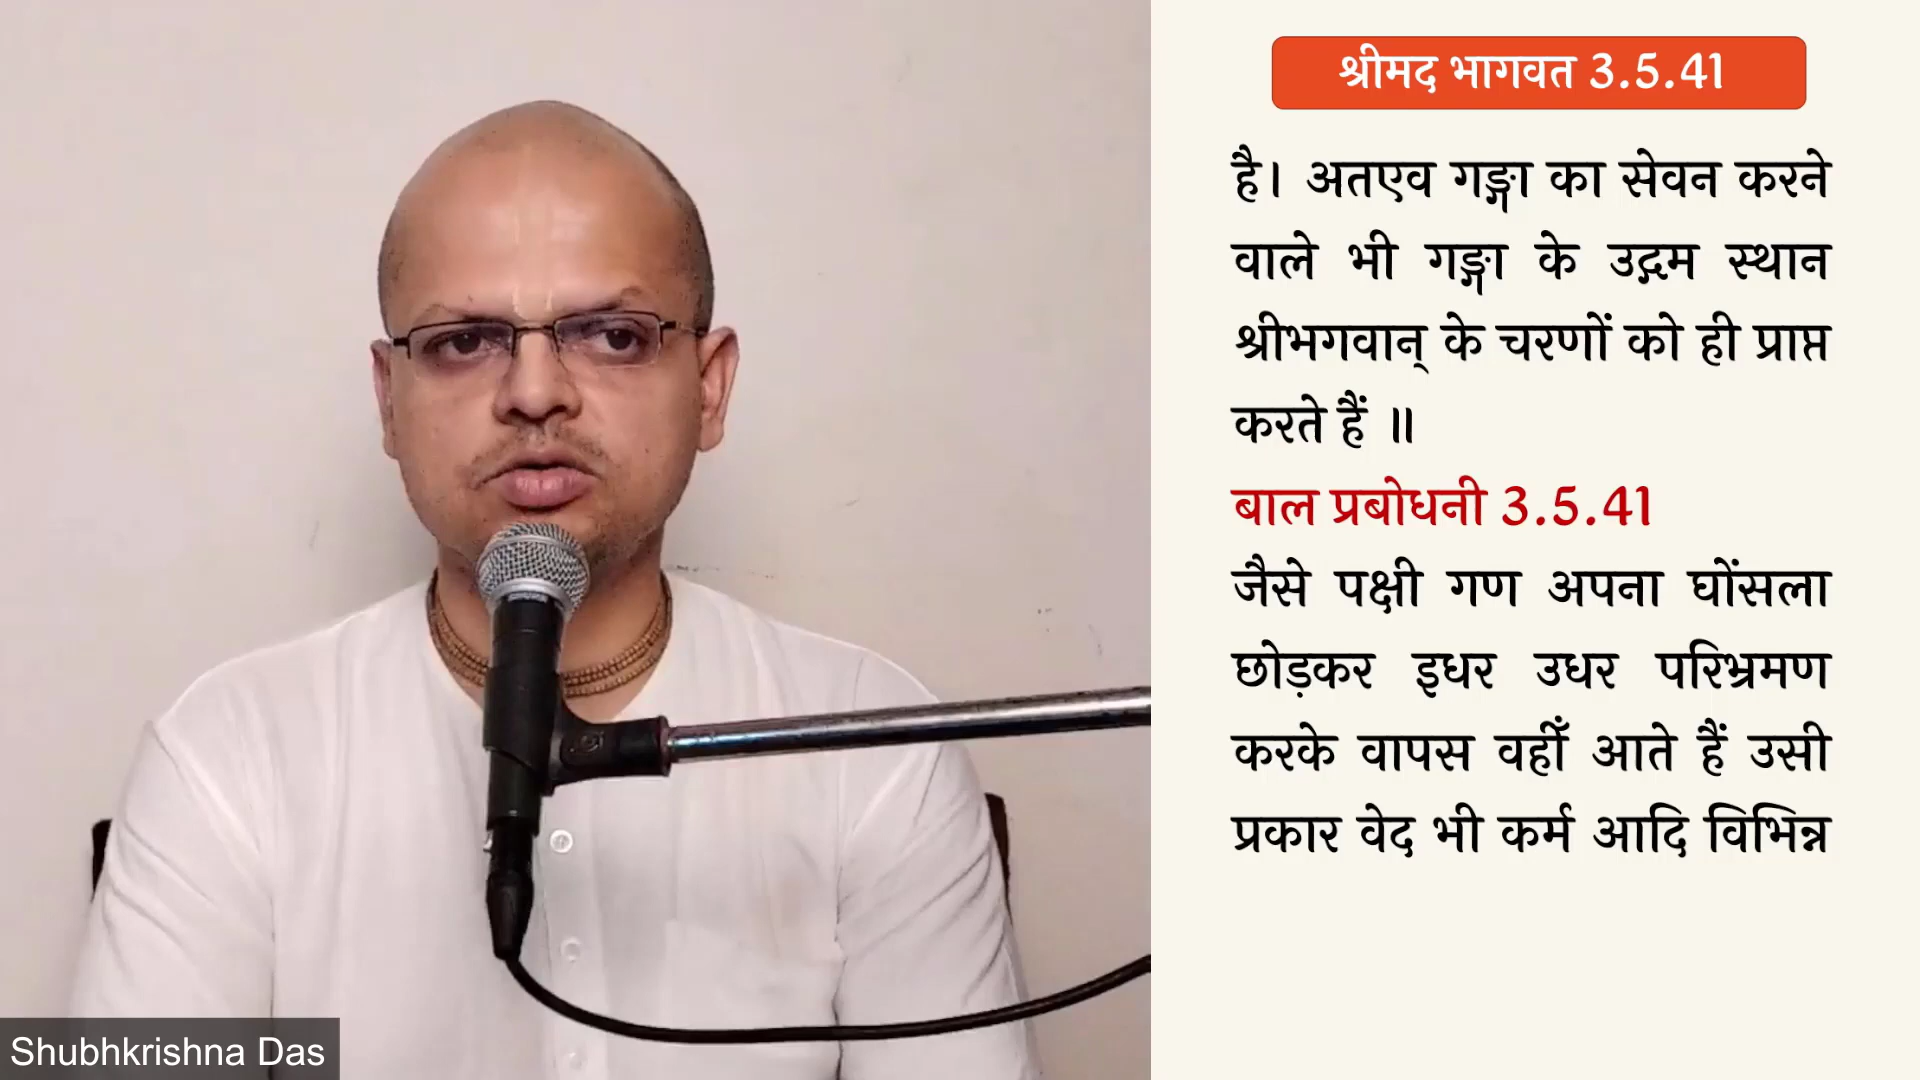 श्रीमद भागवत 3.5.41
है। अतएव गङ्गा का सेवन करने
वाले भी गङ्गा के उद्गम स्थान
श्रीभगवान् के चरणों को ही प्राप्त
करते हैं ॥
बाल प्रबोधनी 3.5.41
जैसे पक्षी गण अपना घोंसला
छोड़कर इधर उधर परिभ्रमण
करके वापस वहीँ आते हैं उसी
प्रकार वेद भी कर्म आदि विभिन्न
Shubhkrishna Das